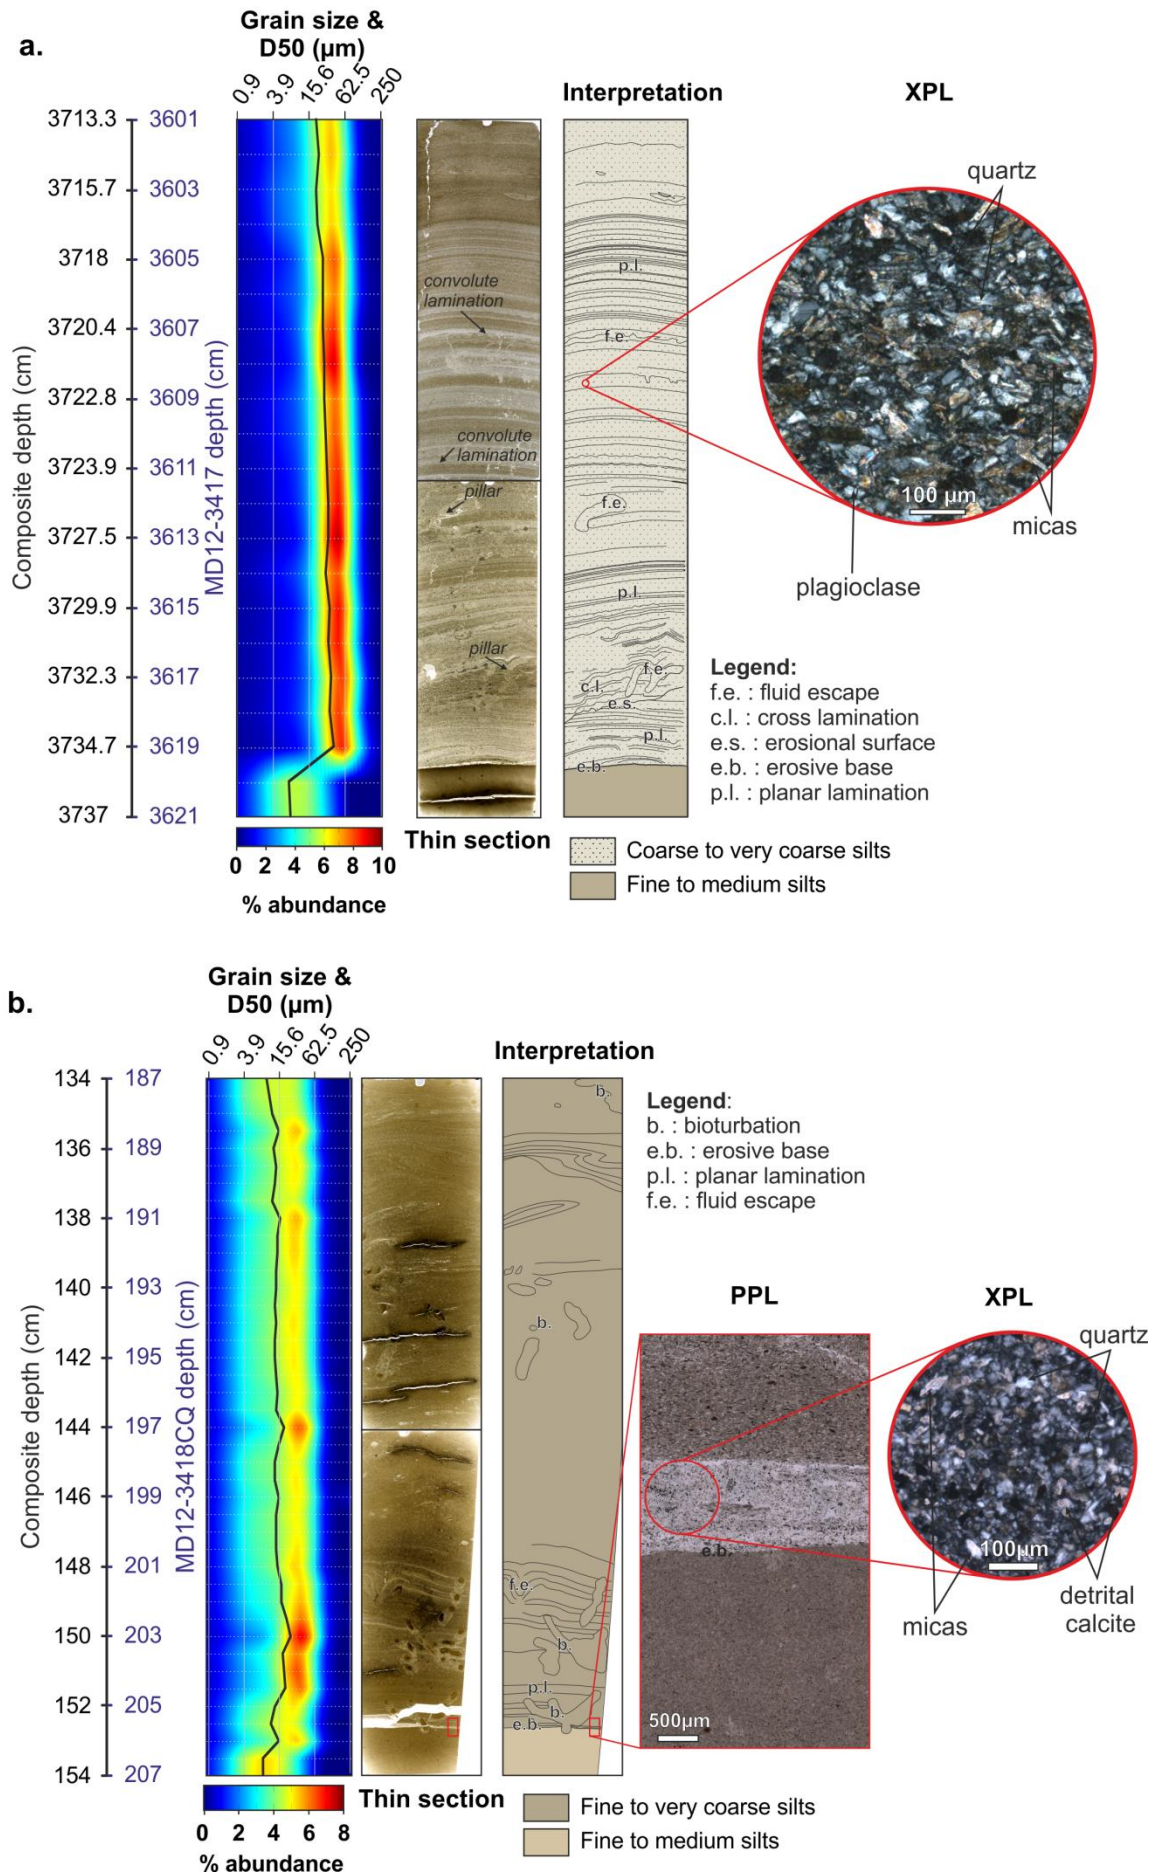 a.
Grain size &
D50 (µm)
0.9
3.9
15.6
62.5
250
Interpretation
XPL
Composite depth (cm)
3713.3
3715.7
3718
3720.4
3722.8
3723.9
3727.5
3729.9
3732.3
3734.7
3737
MD12-3417 depth (cm)
3601
3603
3605
3607
3609
3611
3613
3615
3617
3619
3621
convolute
lamination
convolute
lamination
pillar
pillar
p.l.
f.e.
f.e.
p.l.
f.e.
c.l.
e.s.
p.l.
e.b.
quartz
100 µm
micas
plagioclase
Legend:
f.e. : fluid escape
c.l. : cross lamination
e.s. : erosional surface
e.b. : erosive base
p.l. : planar lamination
0 2 4 6 8 10
% abundance
Thin section
Coarse to very coarse silts
Fine to medium silts
b.
Grain size &
D50 (µm)
0.9
3.9
15.6
62.5
250
Interpretation
Composite depth (cm)
134
136
138
140
142
144
146
148
150
152
154
MD12-3418CQ depth (cm)
187
189
191
193
195
197
199
201
203
205
207
b.
b.
f.e.
b.
p.l.
b.
e.b.
Legend:
b. : bioturbation
e.b. : erosive base
p.l. : planar lamination
f.e. : fluid escape
PPL
XPL
e.b.
500µm
quartz
100µm
micas
detrital
calcite
0 2 4 6 8
% abundance
Thin section
Fine to very coarse silts
Fine to medium silts